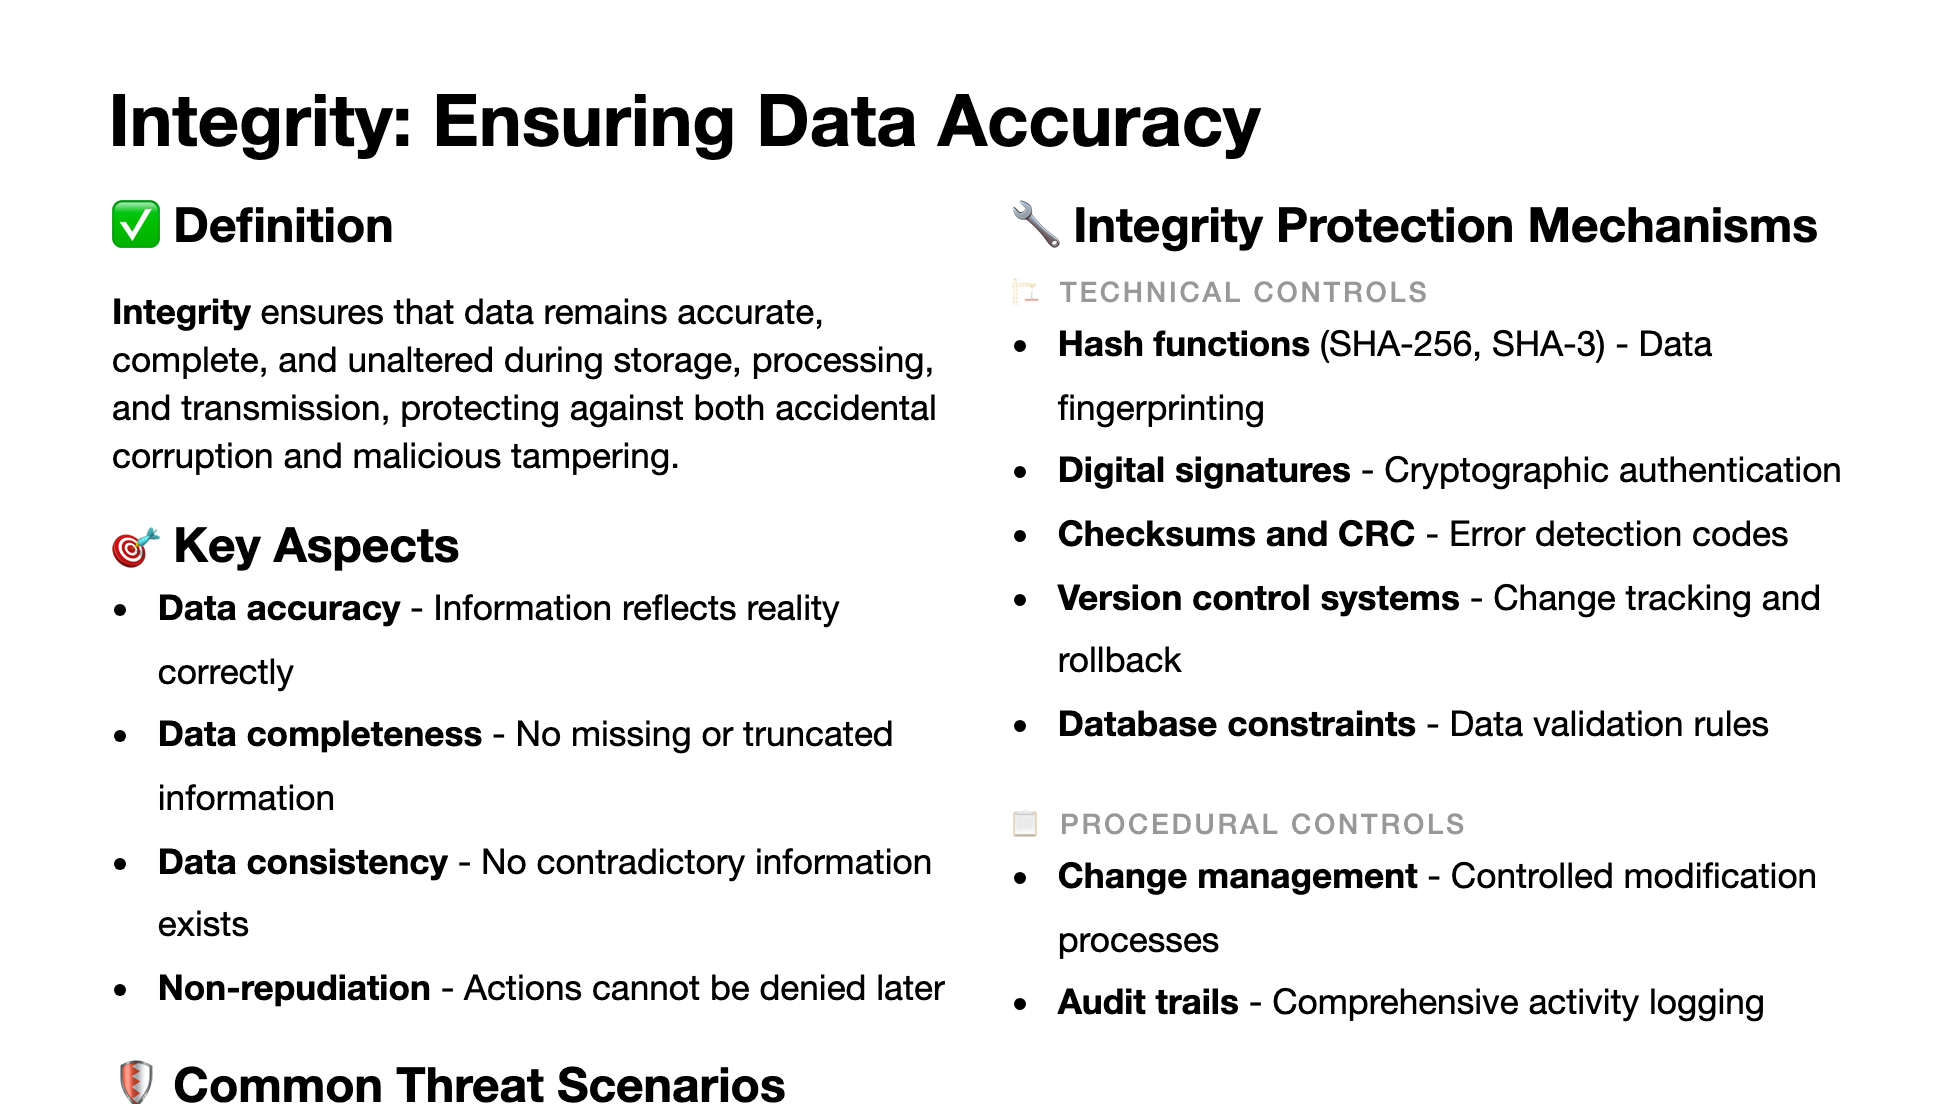 Integrity: Ensuring Data Accuracy
✅ Definition
Integrity ensures that data remains accurate,
complete, and unaltered during storage, processing,
and transmission, protecting against both accidental
corruption and malicious tampering.
🎯 Key Aspects
• Data accuracy - Information reflects reality
correctly
• Data completeness - No missing or truncated
information
• Data consistency - No contradictory information
exists
• Non-repudiation - Actions cannot be denied later
🛡️ Common Threat Scenarios
🔧 Integrity Protection Mechanisms
🏗️ TECHNICAL CONTROLS
• Hash functions (SHA-256, SHA-3) - Data
fingerprinting
• Digital signatures - Cryptographic authentication
• Checksums and CRC - Error detection codes
• Version control systems - Change tracking and
rollback
• Database constraints - Data validation rules
📋 PROCEDURAL CONTROLS
• Change management - Controlled modification
processes
• Audit trails - Comprehensive activity logging